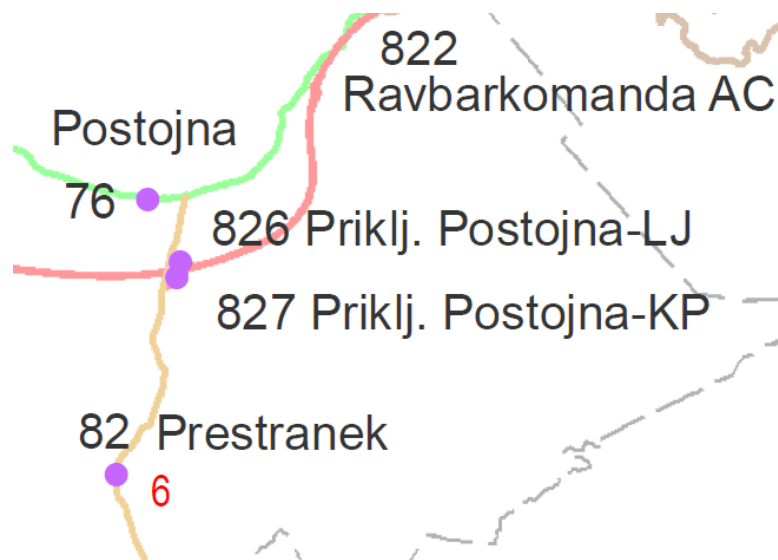 822
Ravbarkomanda AC
Postojna
76
826 Priklj. Postojna-LJ
827 Priklj. Postojna-KP
82 Prestranek
6